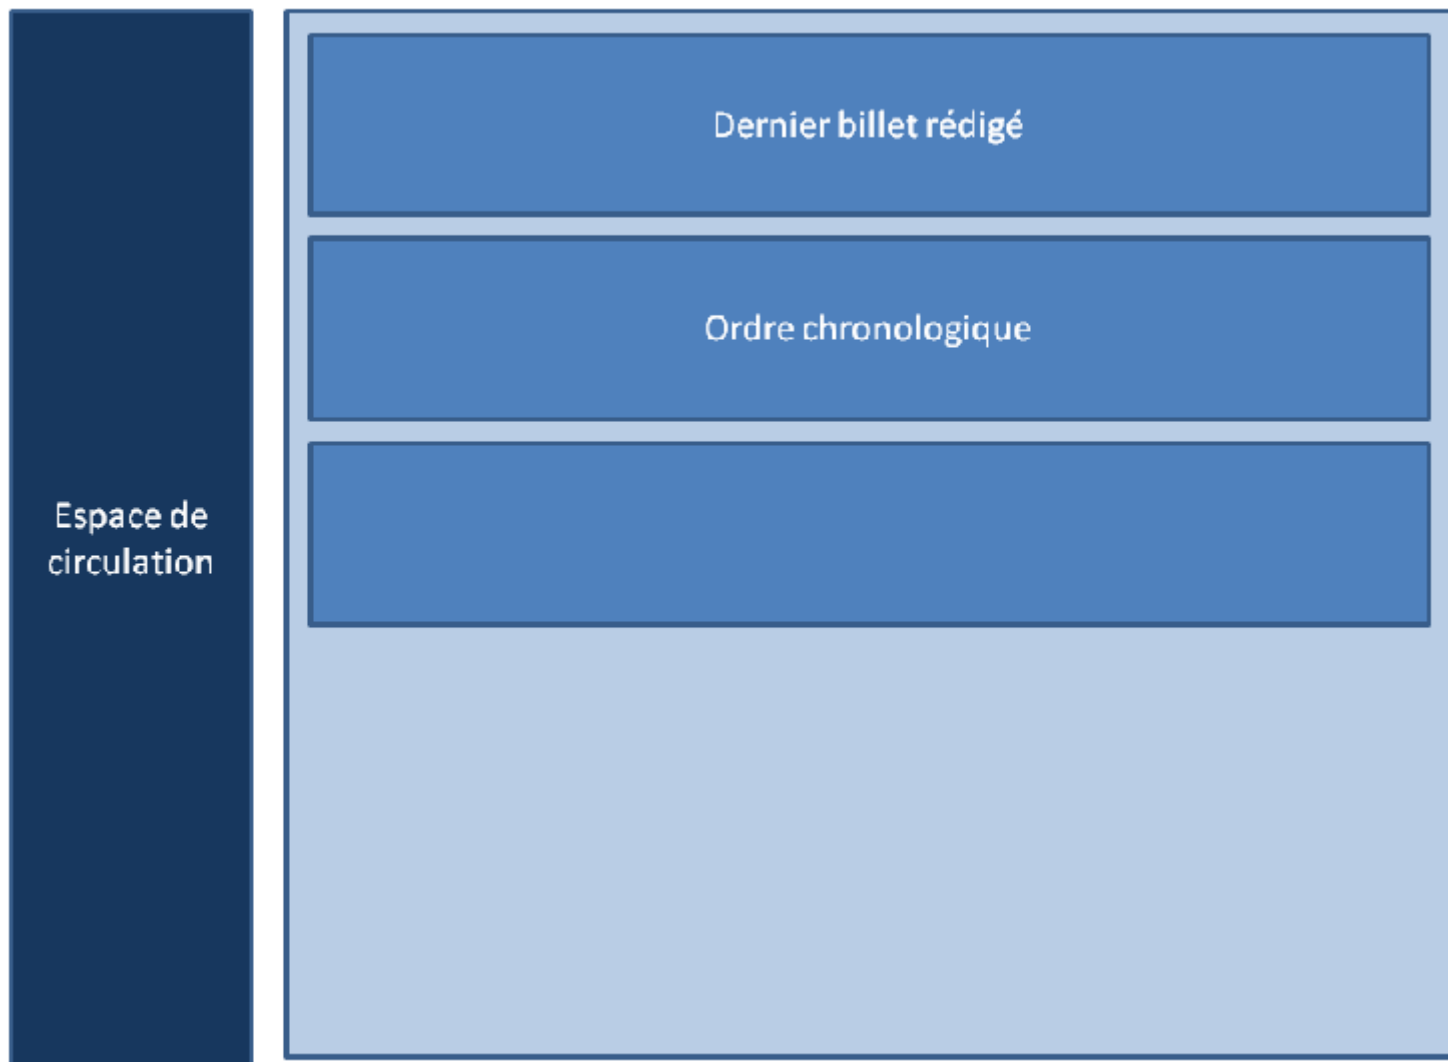 Dernier billet rédigé
Ordre chronologique
Espace de
circulation